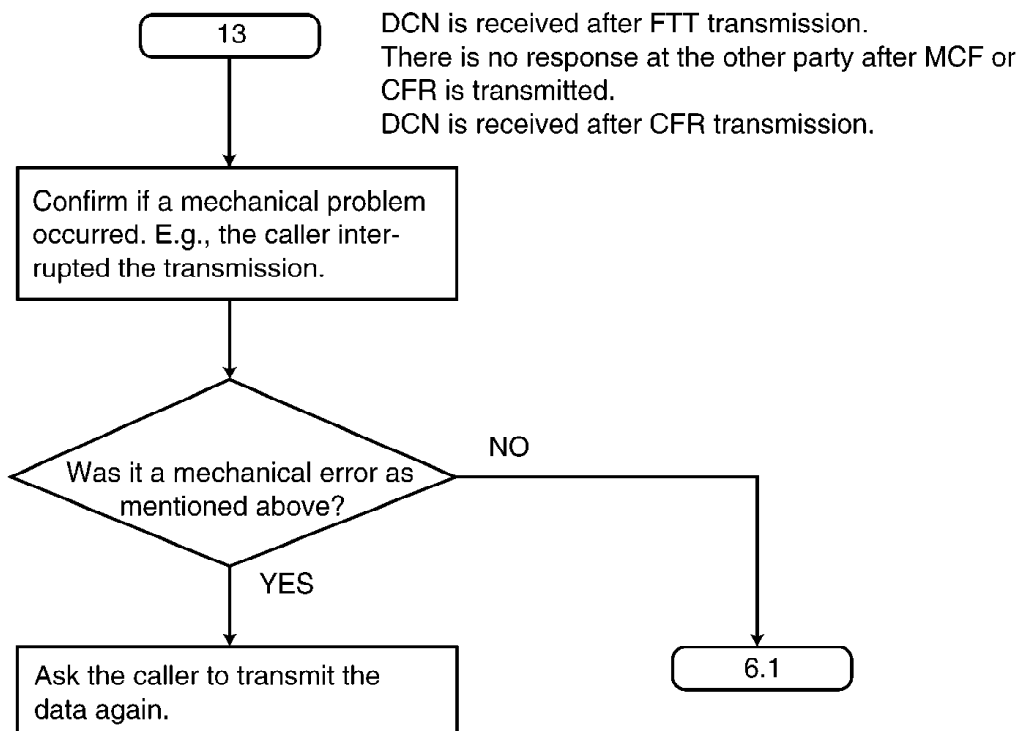 13
DCN is received after FTT transmission.
There is no response at the other party after MCF or
CFR is transmitted.
DCN is received after CFR transmission.
Confirm if a mechanical problem
occurred. E.g., the caller inter-
rupted the transmission.
Was it a mechanical error as
mentioned above?
NO
YES
Ask the caller to transmit the
data again.
6.1